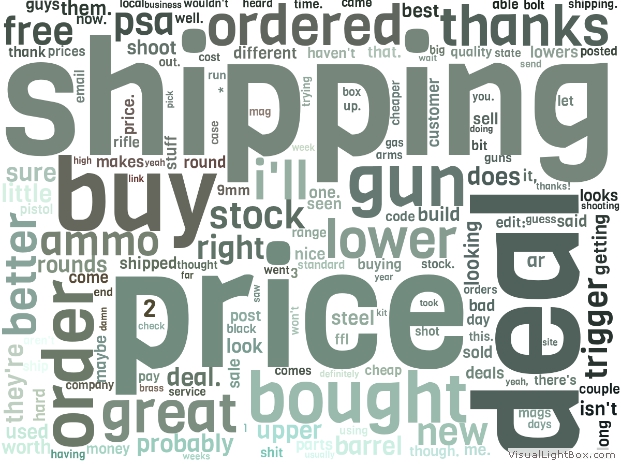 guys them. now. local business wouldn't heard time. came best able bolt shipping.
free psa well. ordered thanks
thank prices shoot out. cost different haven't that. big wait quality state lowers posted
send
shipping
email price. rifle pick stuff run * case mag trying box up. cheaper customer you. sell doing bit guns let
gas arms
week
high makes yeah round
link
sure little pistol
buy 9mm i'll one. seen gun does it, thanks! looks shooting
stock code build edit: guess said
ammo right range nice lower looking getting
better rounds shipped thought far went 3 standard buying year stock. ar
come end price saw orders
order 2 check damn post black look won't steel kit ffl took shot bad day this. sold deal site trigger
maybe
they're ship company pay brass deal. service sale comes definitely cheap deals yeah, there's couple
hard great bought isn't
used worth having money probably weeks 1 upper shit parts usually using barrel though. me. new mags days long
VisualLightBox.com